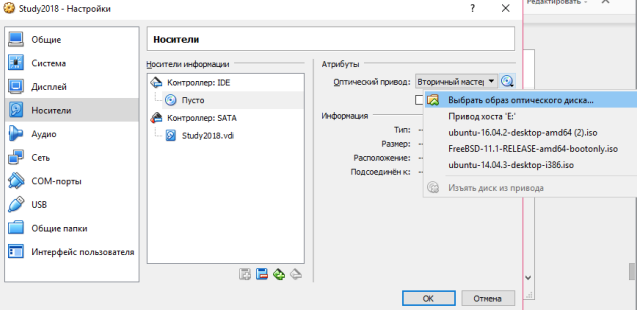 Study2018 - Настройки
?
Редактировать
Общие
Система
Дисплей
Носители
Аудио
Сеть
COM-порты
USB
Общие папки
Интерфейс пользователя
Носители
Носители информации
Контроллер: IDE
Пусто
Контроллер: SATA
Study2018.vdi
Атрибуты
Оптический привод: Вторичный мастер
Выбрать образ оптического диска...
Привод хоста 'E:'
ubuntu-16.04.2-desktop-amd64 (2).iso
FreeBSD-11.1-RELEASE-amd64-bootonly.iso
ubuntu-14.04.3-desktop-i386.iso
Изъять диск из привода
Информация
Тип: --
Размер: --
Расположение: --
Подсоединён к: --
OK
Отмена